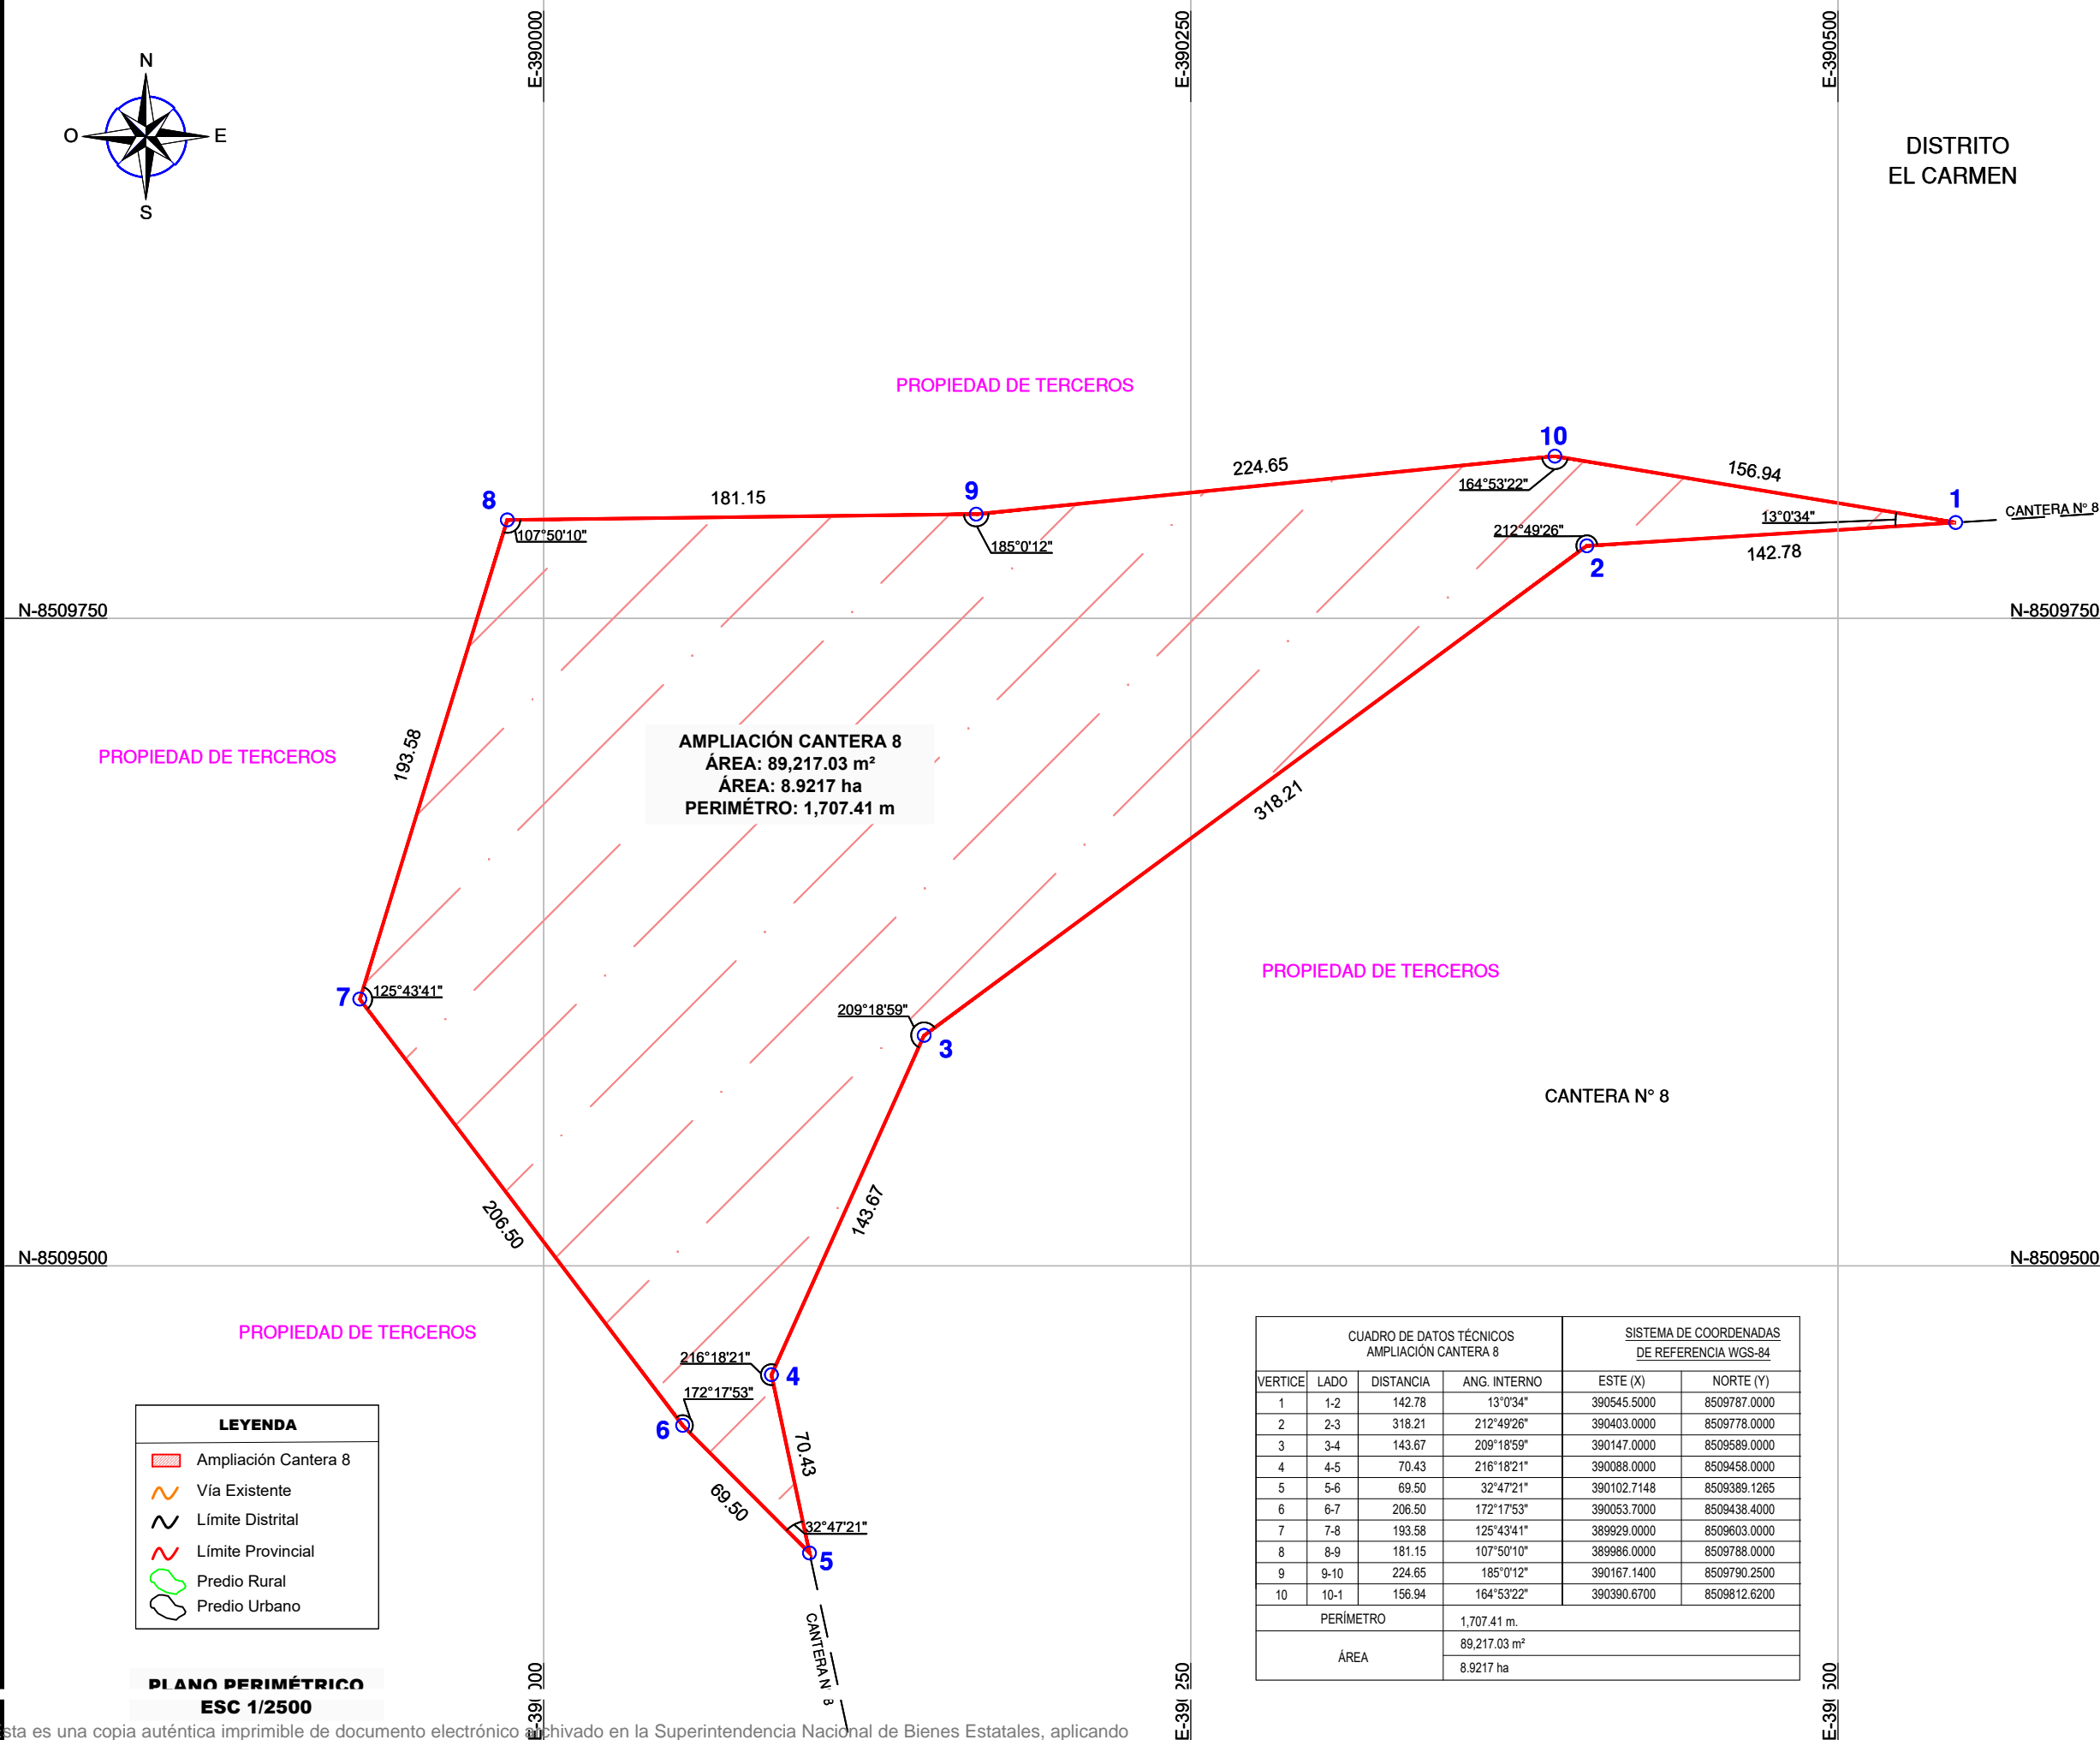 E-390000
E-390250
E-390500
N
O
E
S
DISTRITO
EL CARMEN
PROPIEDAD DE TERCEROS
10
224.65
156.94
164°53'22"
8
181.15
9
1
CANTERA N° 8
13°0'34"
107°50'10"
185°0'12"
212°49'26"
142.78
2
N-8509750
N-8509750
193.58
PROPIEDAD DE TERCEROS
AMPLIACIÓN CANTERA 8
ÁREA: 89,217.03 m²
ÁREA: 8.9217 ha
PERIMÉTRO: 1,707.41 m
318.21
PROPIEDAD DE TERCEROS
7
125°43'41"
209°18'59"
3
CANTERA N° 8
206.50
143.67
N-8509500
N-8509500
PROPIEDAD DE TERCEROS
216°18'21"
4
172°17'53"
6
70.43
69.50
32°47'21"
5
CANTERA N° 8
LEYENDA
Ampliación Cantera 8
Vía Existente
Límite Distrital
Límite Provincial
Predio Rural
Predio Urbano
CUADRO DE DATOS TÉCNICOS
AMPLIACIÓN CANTERA 8
SISTEMA DE COORDENADAS
DE REFERENCIA WGS-84
VERTICE LADO DISTANCIA ANG. INTERNO ESTE (X) NORTE (Y)
1 1-2 142.78 13°0'34" 390545.5000 8509787.0000
2 2-3 318.21 212°49'26" 390403.0000 8509778.0000
3 3-4 143.67 209°18'59" 390147.0000 8509589.0000
4 4-5 70.43 216°18'21" 390088.0000 8509458.0000
5 5-6 69.50 32°47'21" 390102.7148 8509389.1265
6 6-7 206.50 172°17'53" 390053.7000 8509438.4000
7 7-8 193.58 125°43'41" 389929.0000 8509603.0000
8 8-9 181.15 107°50'10" 389986.0000 8509788.0000
9 9-10 224.65 185°0'12" 390167.1400 8509790.2500
10 10-1 156.94 164°53'22" 390390.6700 8509812.6200
PERÍMETRO 1,707.41 m.
ÁREA
89,217.03 m²
8.9217 ha
PLANO PERIMÉTRICO
ESC 1/2500
sta es una copia auténtica imprimible de documento electrónico archivado en la Superintendencia Nacional de Bienes Estatales, aplicando